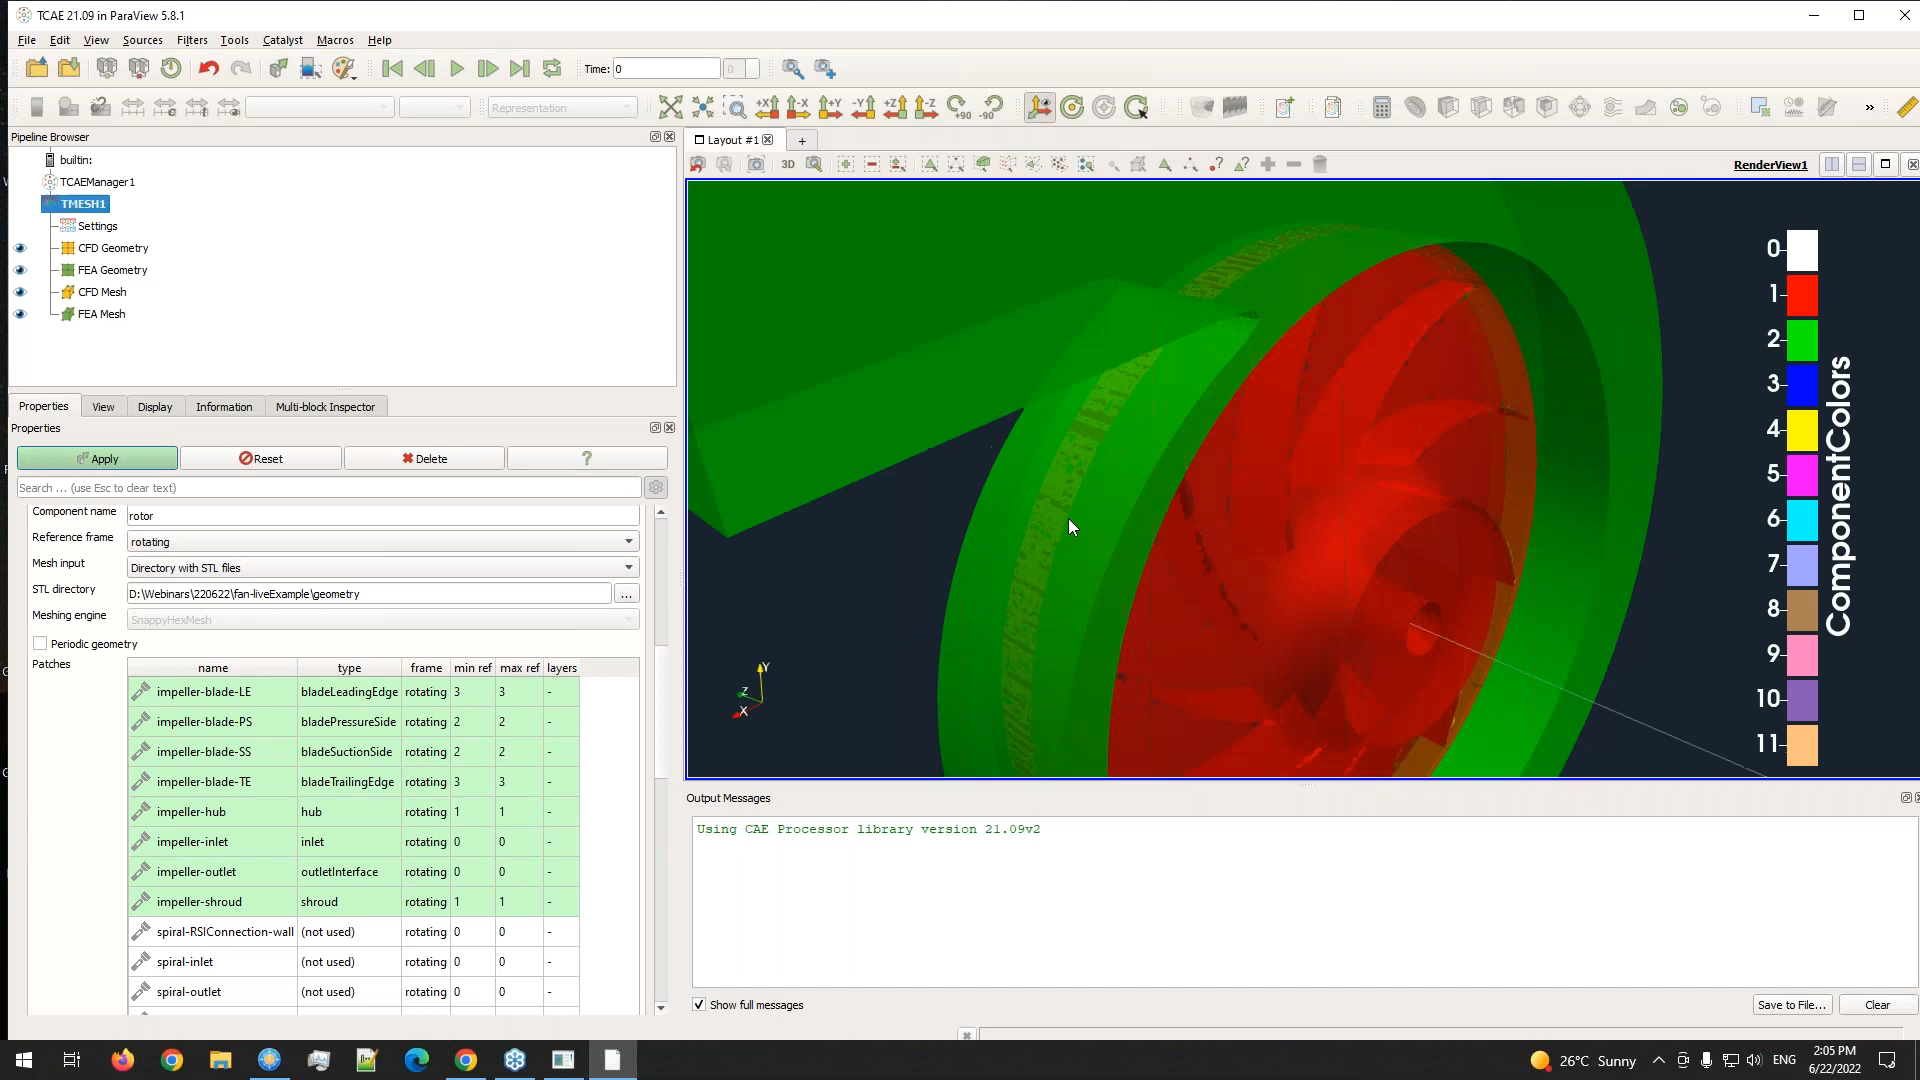 TCAE 21.09 in ParaView 5.8.1
File Edit View Sources Filters Tools Catalyst Macros Help
Time: 0 0
Representation
+X -X +Y -Y +Z -Z +90 -90
Pipeline Browser
Layout #1 +
builtin:
TCAEManager1
TMESH1
Settings
CFD Geometry
FEA Geometry
CFD Mesh
FEA Mesh
3D
RenderView1
Properties View Display Information Multi-block Inspector
Properties
Apply Reset Delete ?
Search ... (use Esc to clear text)
Component name rotor
Reference frame rotating
Mesh input Directory with STL files
STL directory D:\Webinars\220622\fan-liveExample\geometry ...
Meshing engine SnappyHexMesh
Periodic geometry
Patches name type frame min ref max ref layers
impeller-blade-LE bladeLeadingEdge rotating 3 3 -
impeller-blade-PS bladePressureSide rotating 2 2 -
impeller-blade-SS bladeSuctionSide rotating 2 2 -
impeller-blade-TE bladeTrailingEdge rotating 3 3 -
impeller-hub hub rotating 1 1 -
impeller-inlet inlet rotating 0 0 -
impeller-outlet outletInterface rotating 0 0 -
impeller-shroud shroud rotating 1 1 -
spiral-RSIConnection-wall (not used) rotating 0 0 -
spiral-inlet (not used) rotating 0 0 -
spiral-outlet (not used) rotating 0 0 -
0
1
2
3
4
5
6
7
8
9
10
11
ComponentColors
Y
Z
X
Output Messages
Using CAE Processor library version 21.09v2
Show full messages
Save to File... Clear
26°C Sunny ENG 2:05 PM
6/22/2022